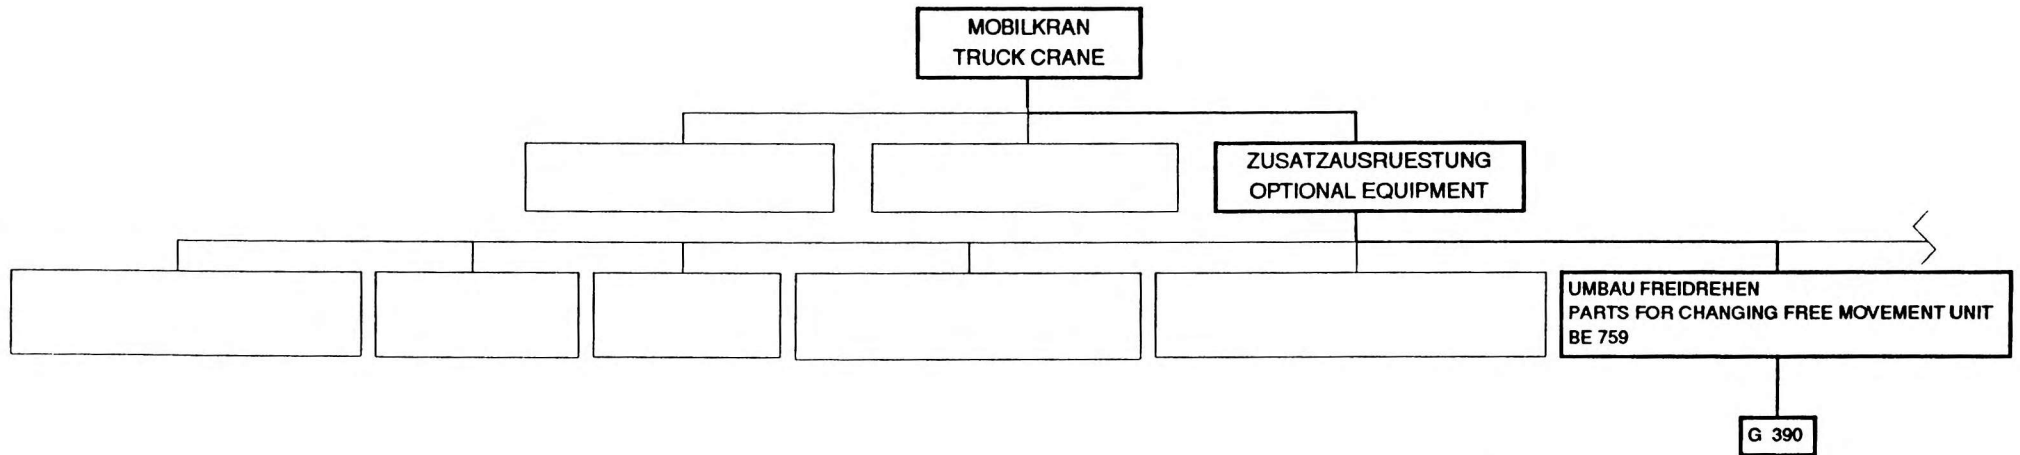 MOBILKRAN
TRUCK CRANE
ZUSATZAUSRUESTUNG
OPTIONAL EQUIPMENT
UMBAU FREIDREHEN
PARTS FOR CHANGING FREE MOVEMENT UNIT
BE 759
G 390